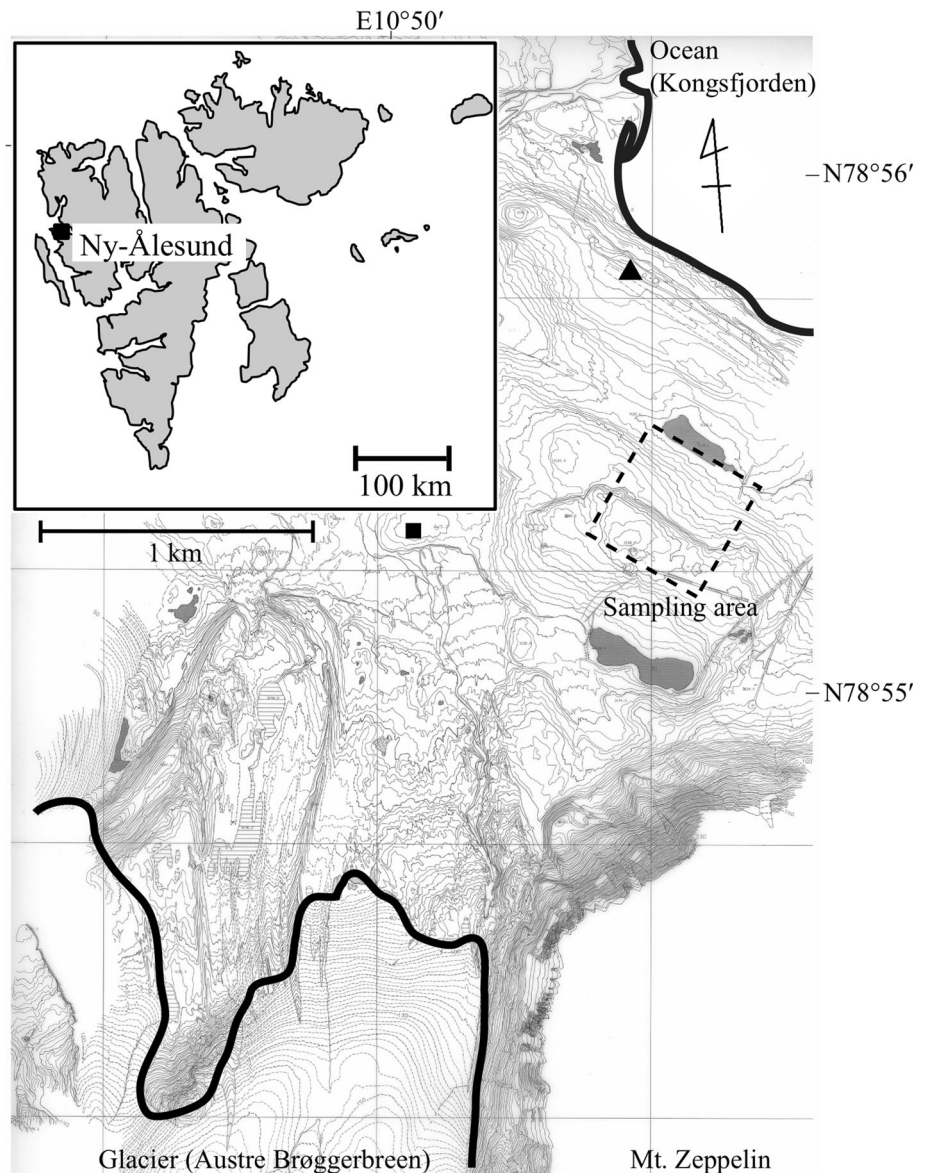 E10°50′
Ocean
(Kongsfjorden)
N78°56′
Ny-Ålesund
100 km
1 km
Sampling area
N78°55′
Glacier (Austre Brøggerbreen)
Mt. Zeppelin